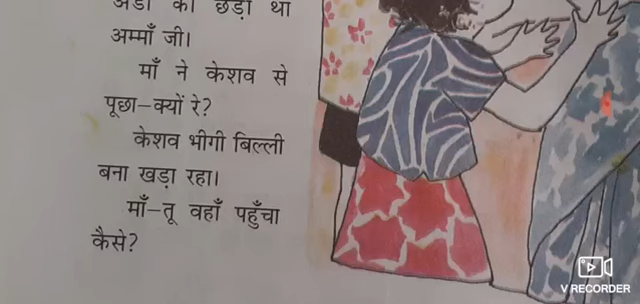 अंडों को छेड़ा था
अम्माँ जी।
माँ ने केशव से
पूछा–क्यों रे?
केशव भीगी बिल्ली
बना खड़ा रहा।
माँ–तू वहाँ पहुँचा
कैसे?
V RECORDER